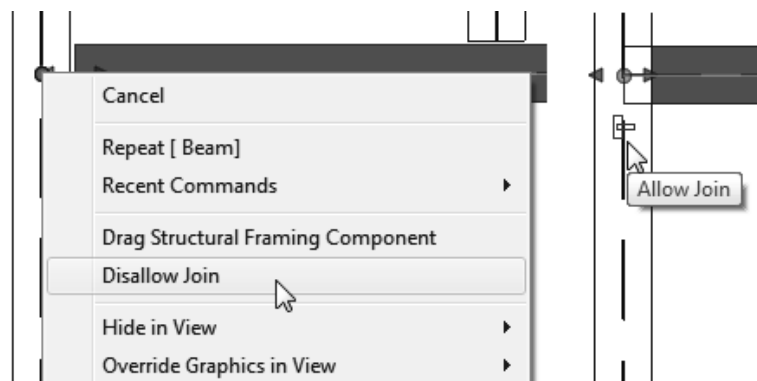 Cancel
Repeat [ Beam]
Recent Commands
Drag Structural Framing Component
Disallow Join
Hide in View
Override Graphics in View
Allow Join